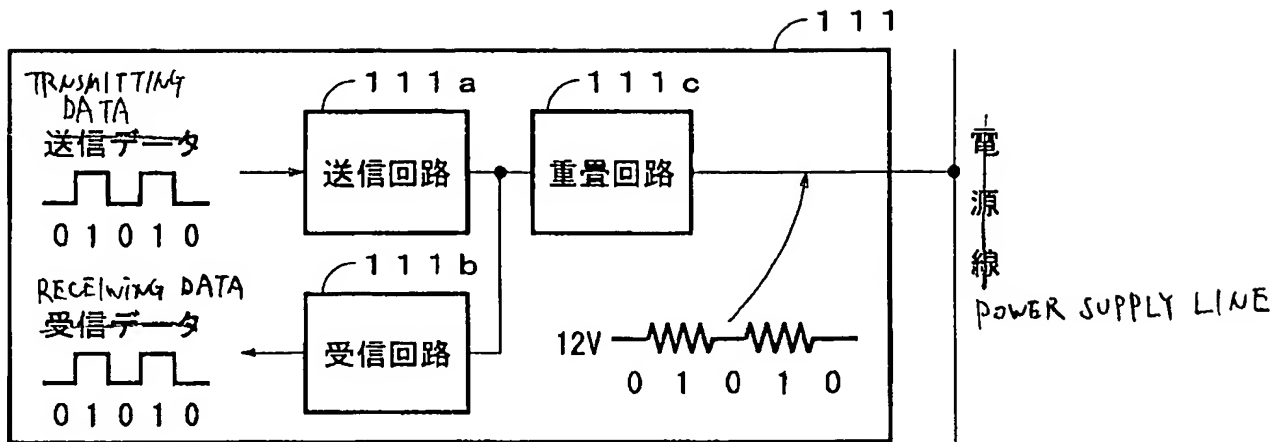 111
TRNSMITTING
DATA
送信データ
0 1 0 1 0
111a
送信回路
111c
重畳回路
電源線
POWER SUPPLY LINE
RECEIWING DATA
受信データ
0 1 0 1 0
111b
受信回路
12V
0 1 0 1 0